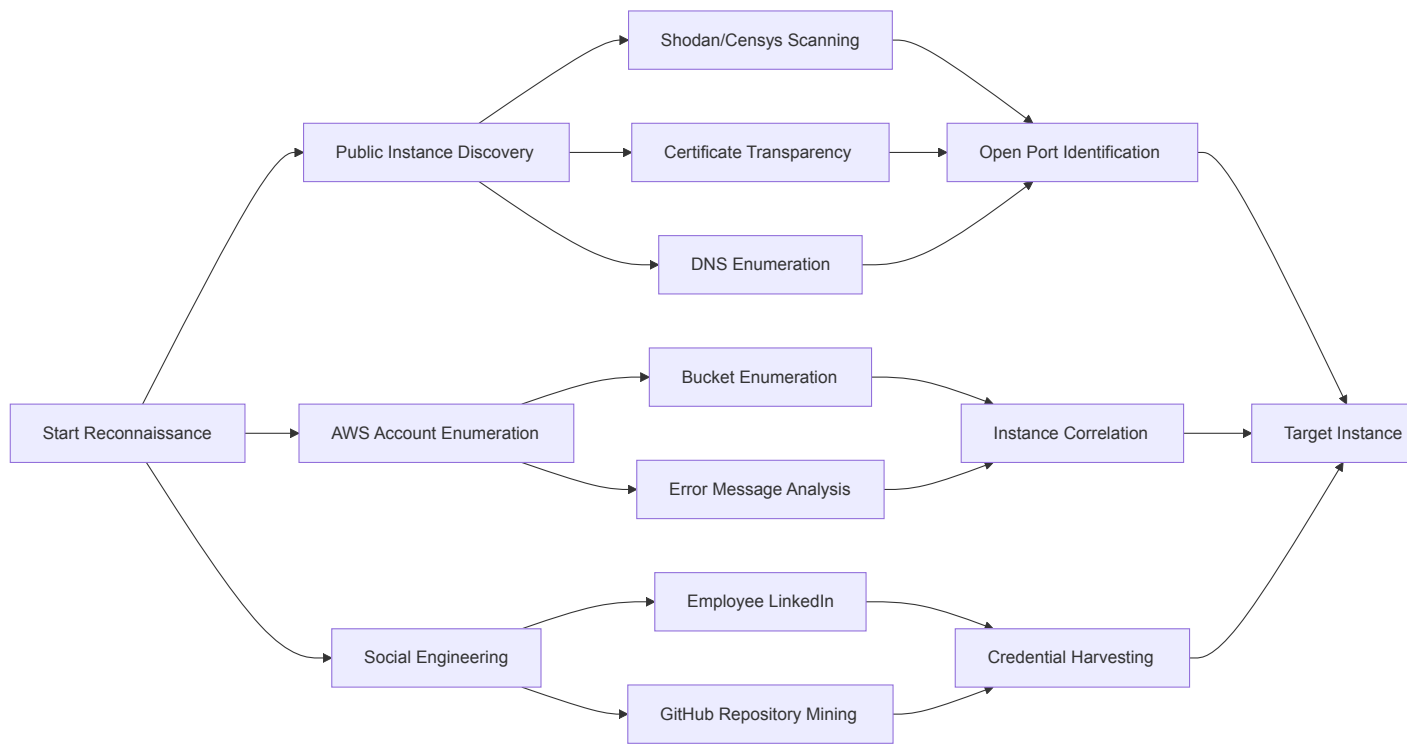 Shodan/Censys Scanning
Public Instance Discovery
Certificate Transparency
Open Port Identification
DNS Enumeration
Bucket Enumeration
Start Reconnaissance
AWS Account Enumeration
Instance Correlation
Target Instance
Error Message Analysis
Employee LinkedIn
Social Engineering
Credential Harvesting
GitHub Repository Mining